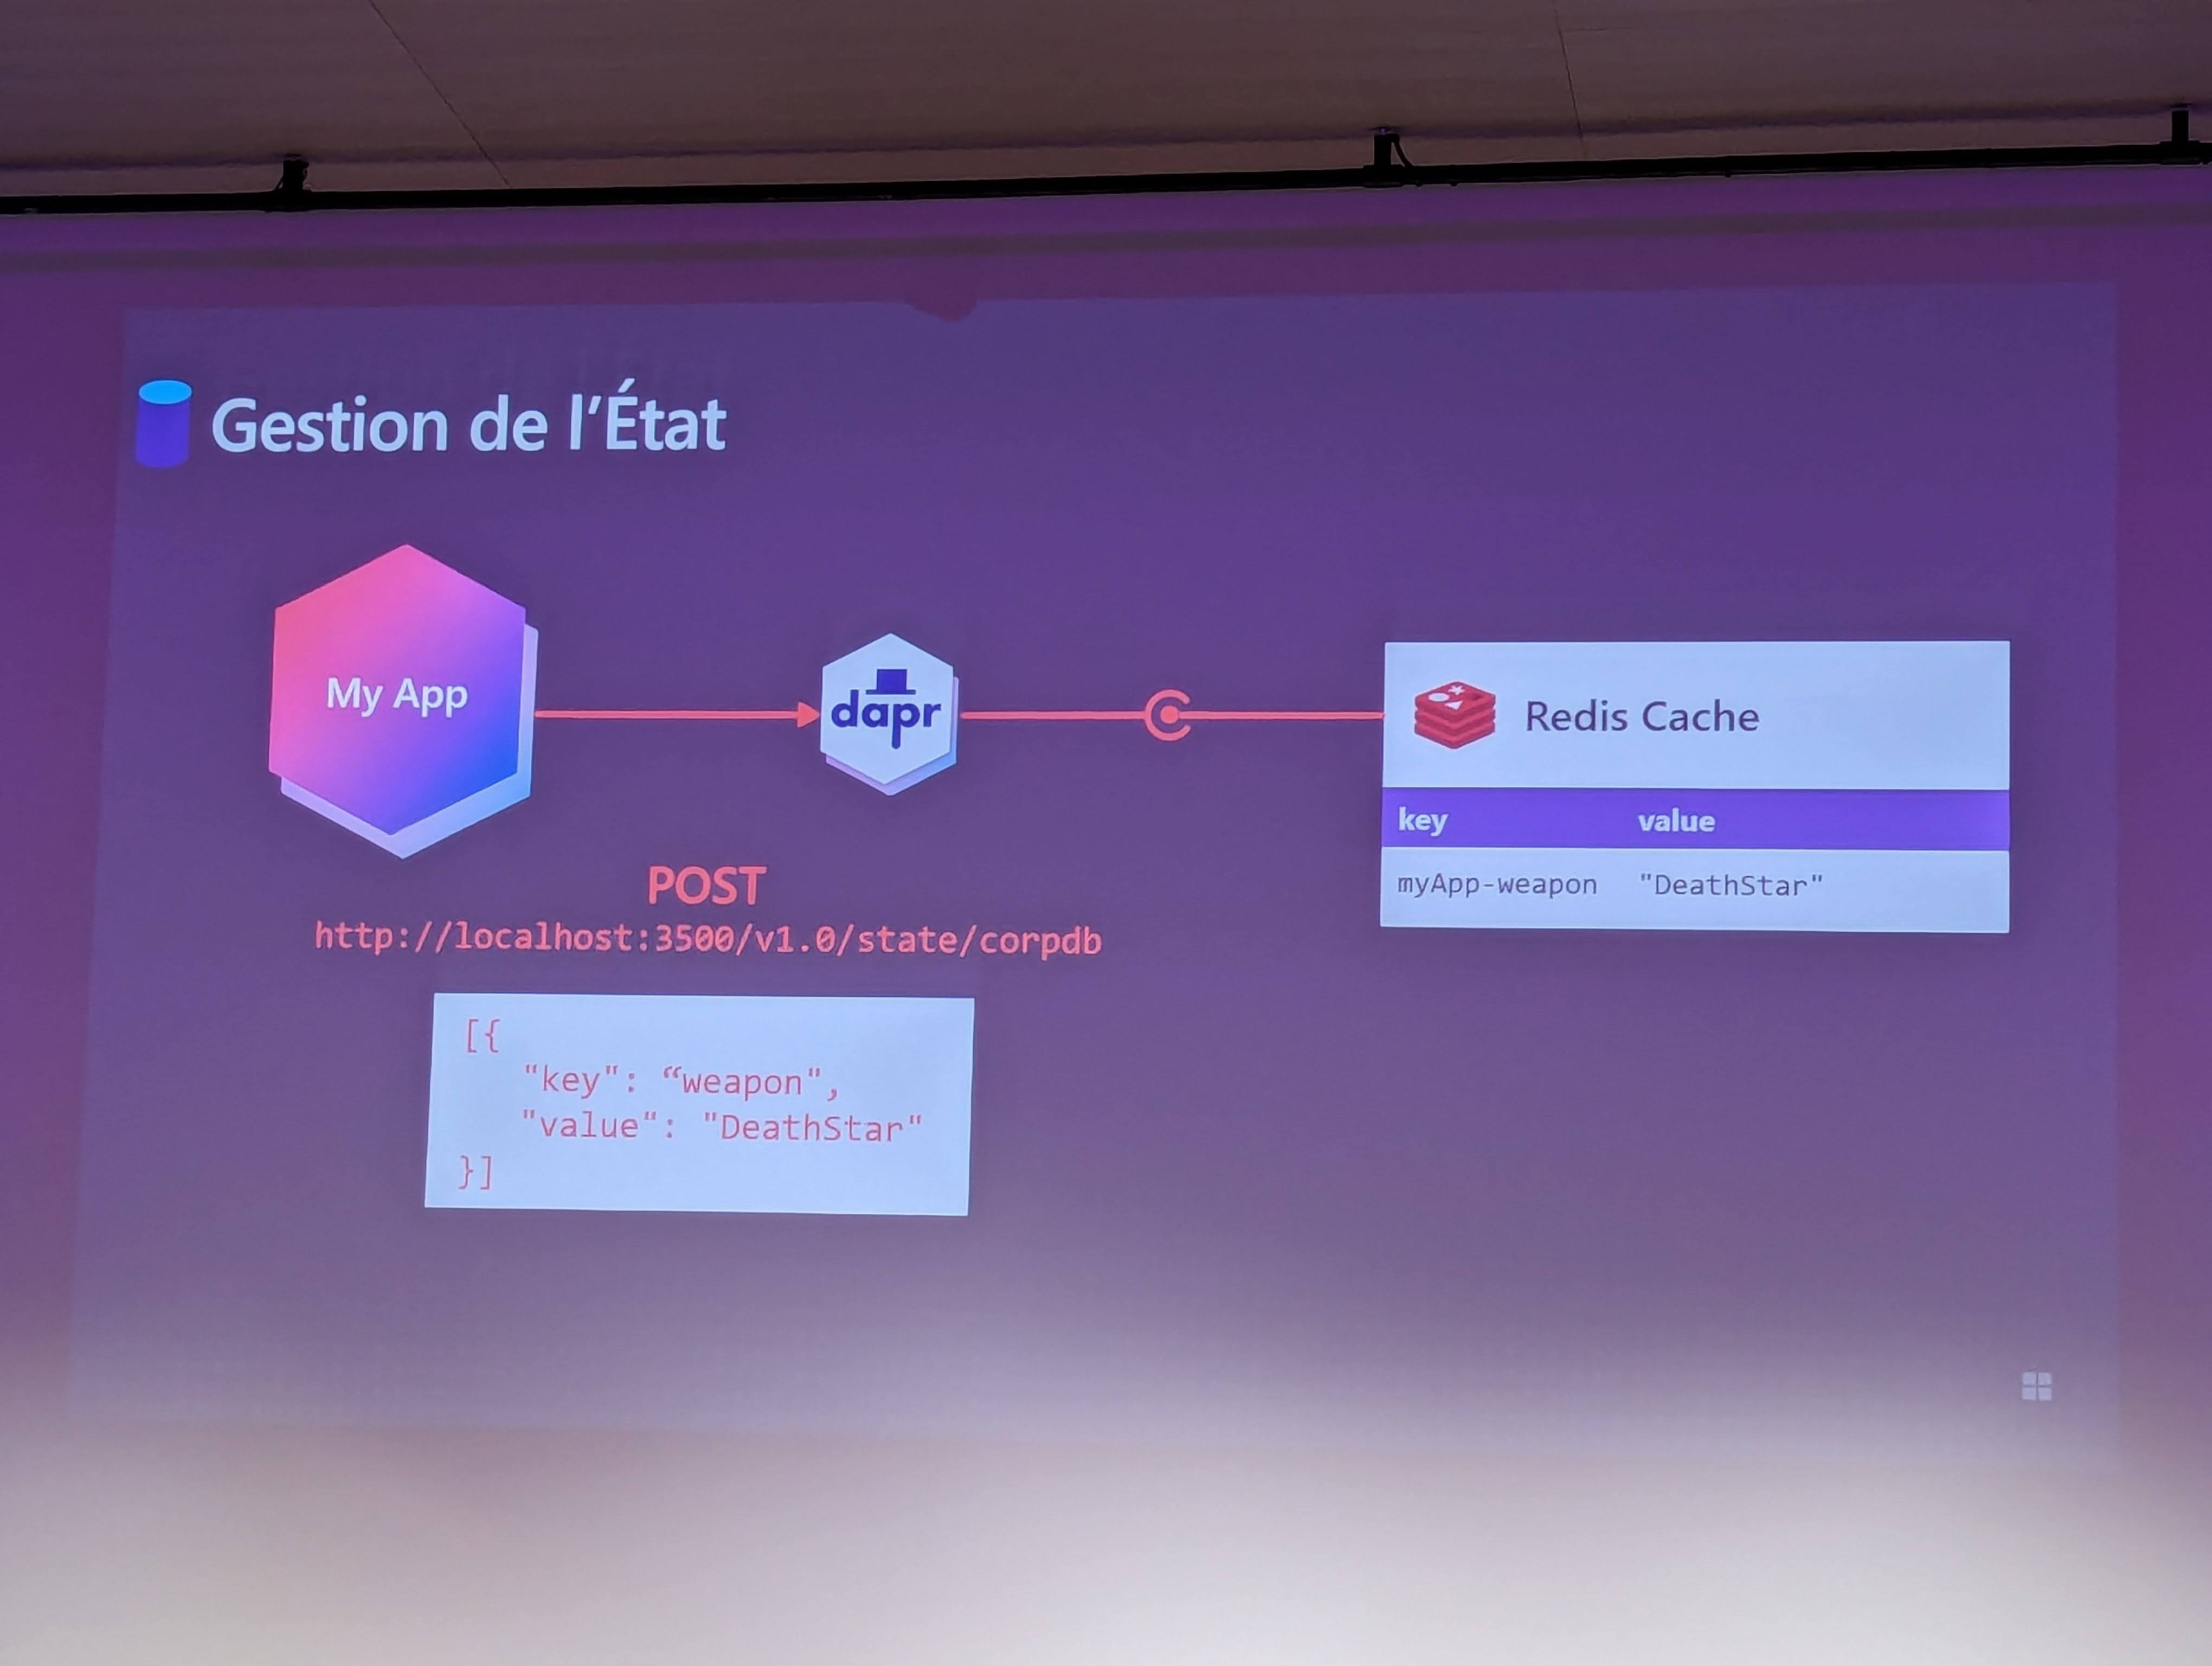 Gestion de l'État
My App
dapr
Redis Cache
key value
myApp-weapon "DeathStar"
POST
http://localhost:3500/v1.0/state/corpdb
[{
"key": “weapon",
"value": "DeathStar"
}]